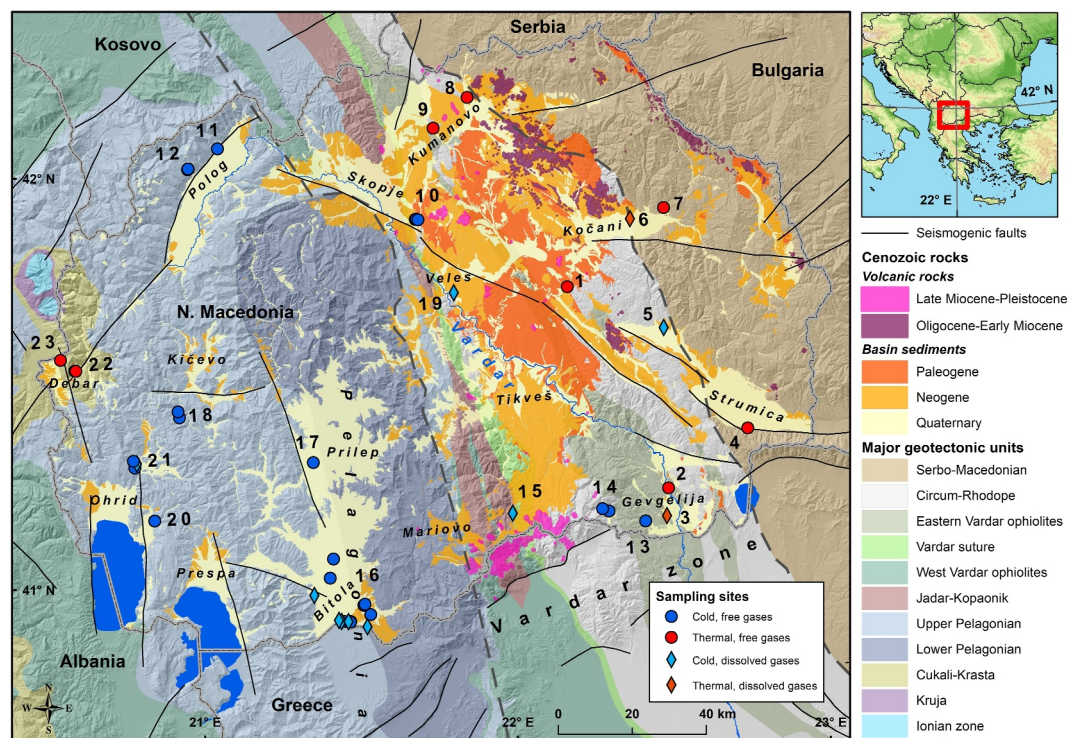 Serbia
Kosovo
Bulgaria
8
9
Kumanovo
11
12
Polog
42° N
Skopje
10
7
6
Kočani
1
Veles
19
5
Vardar
N. Macedonia
23
22
Debar
Kičevo
Tikveš
Strumica
4
18
17
Pelagonia
Prilep
21
2
Gevgelija
3
15
14
13
Ohrid
20
Mariovo
Prespa
16
Bitola
41° N
Vardar zone
Albania
Greece
N
W
E
S
21° E
22° E
23° E
Sampling sites
Cold, free gases
Thermal, free gases
Cold, dissolved gases
Thermal, dissolved gases
0
20
40 km
42° N
22° E
Seismogenic faults
Cenozoic rocks
Volcanic rocks
Late Miocene-Pleistocene
Oligocene-Early Miocene
Basin sediments
Paleogene
Neogene
Quaternary
Major geotectonic units
Serbo-Macedonian
Circum-Rhodope
Eastern Vardar ophiolites
Vardar suture
West Vardar ophiolites
Jadar-Kopaonik
Upper Pelagonian
Lower Pelagonian
Cukali-Krasta
Kruja
Ionian zone